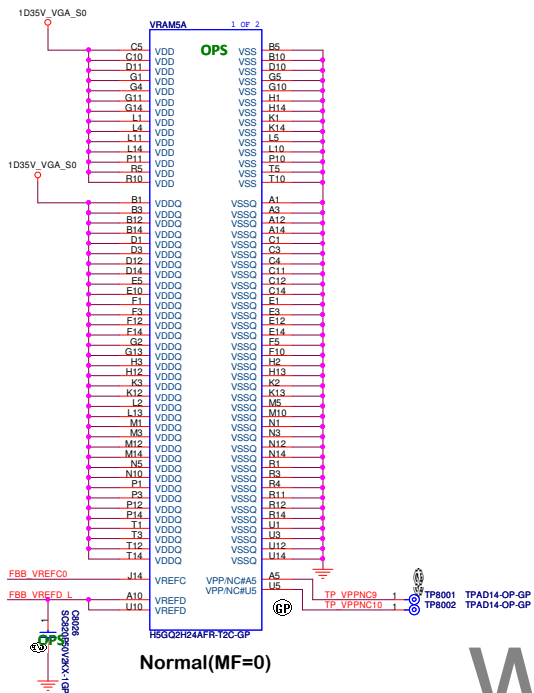 1D35V_VGA_S0
VRAM5A 1 OF 2
OPS
C5 VDD VSS B5
C10 VDD VSS B10
D11 VDD VSS D10
G1 VDD VSS G5
G4 VDD VSS G10
G11 VDD VSS H1
G14 VDD VSS H14
L1 VDD VSS K1
L4 VDD VSS K14
L11 VDD VSS L5
L14 VDD VSS L10
P11 VDD VSS P10
R5 VDD VSS T5
R10 VDD VSS T10
1D35V_VGA_S0
B1 VDDQ VSSQ A1
B3 VDDQ VSSQ A3
B12 VDDQ VSSQ A12
B14 VDDQ VSSQ A14
D1 VDDQ VSSQ C1
D3 VDDQ VSSQ C3
D12 VDDQ VSSQ C4
D14 VDDQ VSSQ C11
E5 VDDQ VSSQ C12
E10 VDDQ VSSQ C14
F1 VDDQ VSSQ E1
F3 VDDQ VSSQ E3
F12 VDDQ VSSQ E12
F14 VDDQ VSSQ E14
G2 VDDQ VSSQ F5
G13 VDDQ VSSQ F10
H3 VDDQ VSSQ H2
H12 VDDQ VSSQ H13
K3 VDDQ VSSQ K2
K12 VDDQ VSSQ K13
L2 VDDQ VSSQ M5
L13 VDDQ VSSQ M10
M1 VDDQ VSSQ N1
M3 VDDQ VSSQ N3
M12 VDDQ VSSQ N12
M14 VDDQ VSSQ N14
N5 VDDQ VSSQ R1
N10 VDDQ VSSQ R3
P1 VDDQ VSSQ R4
P3 VDDQ VSSQ R11
P12 VDDQ VSSQ R12
P14 VDDQ VSSQ R14
T1 VDDQ VSSQ U1
T3 VDDQ VSSQ U3
T12 VDDQ VSSQ U12
T14 VDDQ VSSQ U14
FBB_VREFC0 J14 VREFC VPP/NC#A5 A5
VPP/NC#U5 U5
FBB_VREFD_L A10 VREFD TP_VPPNC9 1 TP8001 TPAD14-OP-GP
U10 VREFD TP_VPPNC10 1 TP8002 TPAD14-OP-GP
GP
H5GQ2H24AFR-T2C-GP
1
OPS
C8026
Normal(MF=0)
W